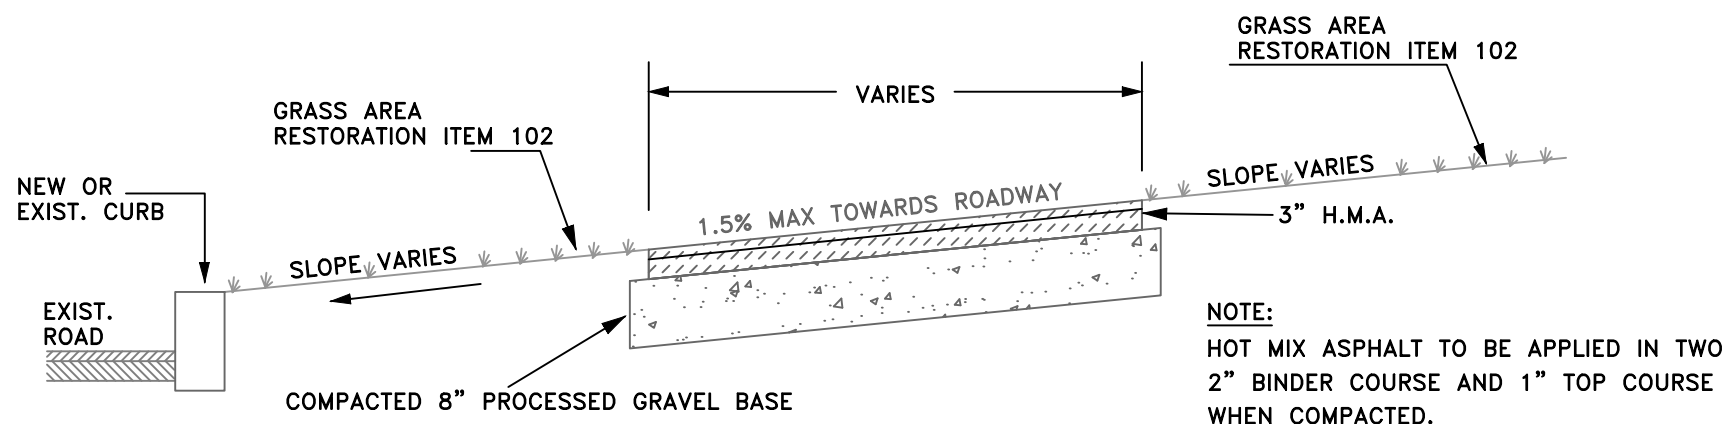 GRASS AREA
RESTORATION ITEM 102
VARIES
GRASS AREA
RESTORATION ITEM 102
NEW OR
EXIST. CURB
SLOPE VARIES
1.5% MAX TOWARDS ROADWAY
SLOPE VARIES
3” H.M.A.
EXIST.
ROAD
COMPACTED 8” PROCESSED GRAVEL BASE
NOTE:
HOT MIX ASPHALT TO BE APPLIED IN TWO
2” BINDER COURSE AND 1” TOP COURSE
WHEN COMPACTED.